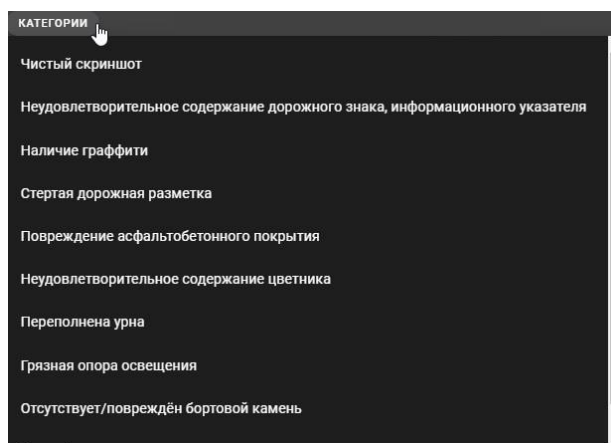 КАТЕГОРИИ
Чистый скриншот
Неудовлетворительное содержание дорожного знака, информационного указателя
Наличие граффити
Стертая дорожная разметка
Повреждение асфальтобетонного покрытия
Неудовлетворительное содержание цветника
Переполнена урна
Грязная опора освещения
Отсутствует/повреждён бортовой камень